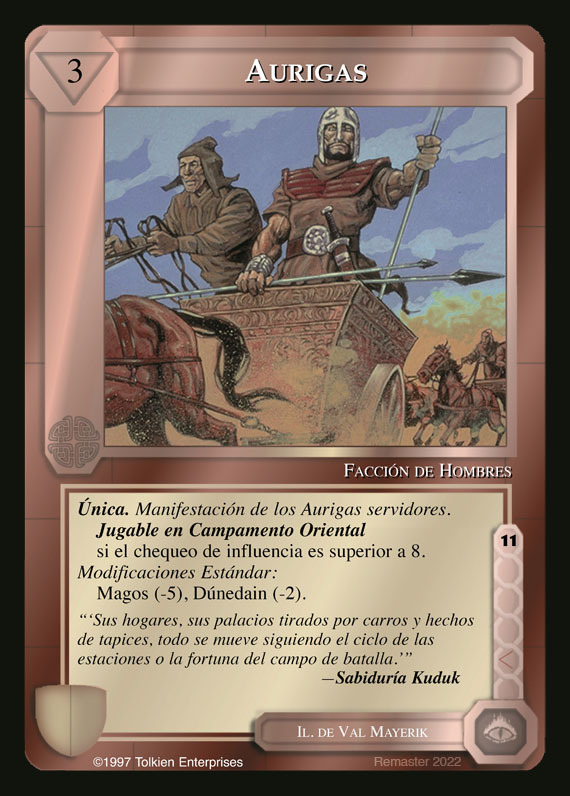 3
AURIGAS
FACCIÓN DE HOMBRES
Única. Manifestación de los Aurigas servidores.
Jugable en Campamento Oriental
si el chequeo de influencia es superior a 8.
Modificaciones Estándar:
Magos (-5), Dúnedain (-2).
“‘Sus hogares, sus palacios tirados por carros y hechos
de tapices, todo se mueve siguiendo el ciclo de las
estaciones o la fortuna del campo de batalla.’”
—Sabiduría Kuduk
11
IL. DE VAL MAYERIK
©1997 Tolkien Enterprises
Remaster 2022